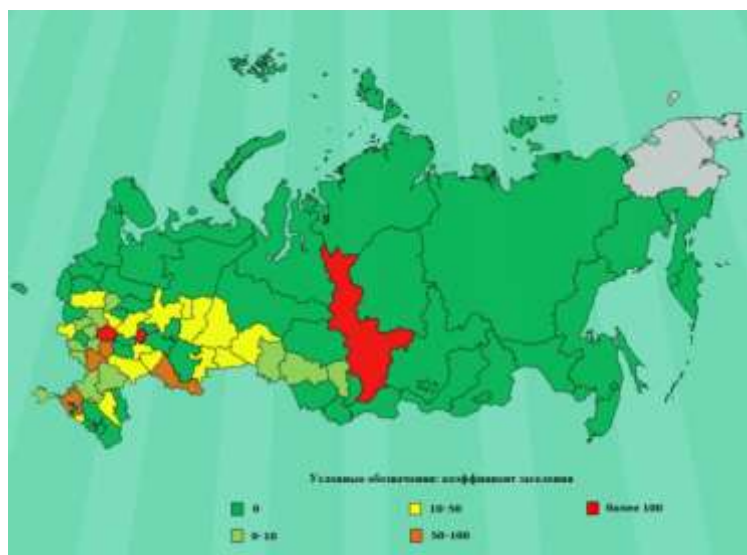 Условные обозначения: коэффициент заселения
0
10-50
более 100
0-10
50-100